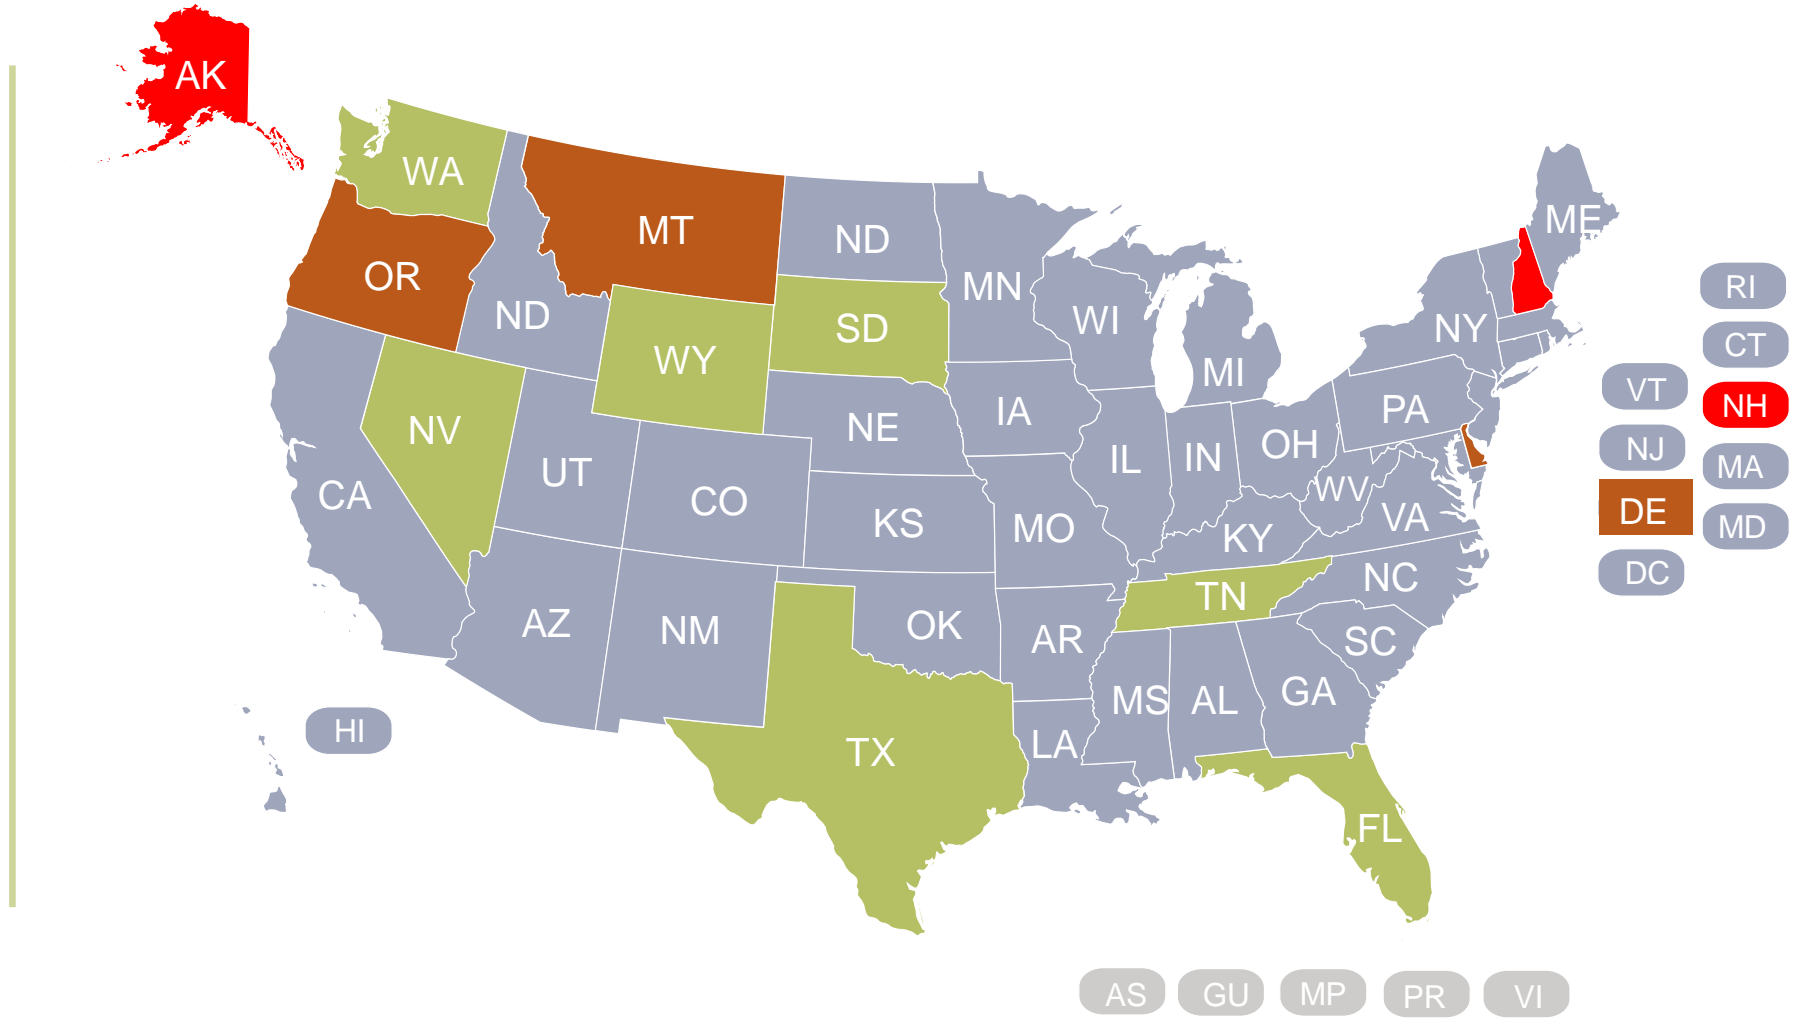 AK
WA
ME
MT
ND
OR
RI
MN
ND
WI
SD
NY
CT
WY
MI
VT
NH
IA
PA
NE
NV
OH
NJ
IL
IN
MA
UT
WV
CA
CO
DE
VA
KS
MO
MD
KY
DC
NC
TN
AZ
OK
NM
AR
SC
GA
MS
AL
HI
LA
TX
FL
AS
GU
MP
PR
VI